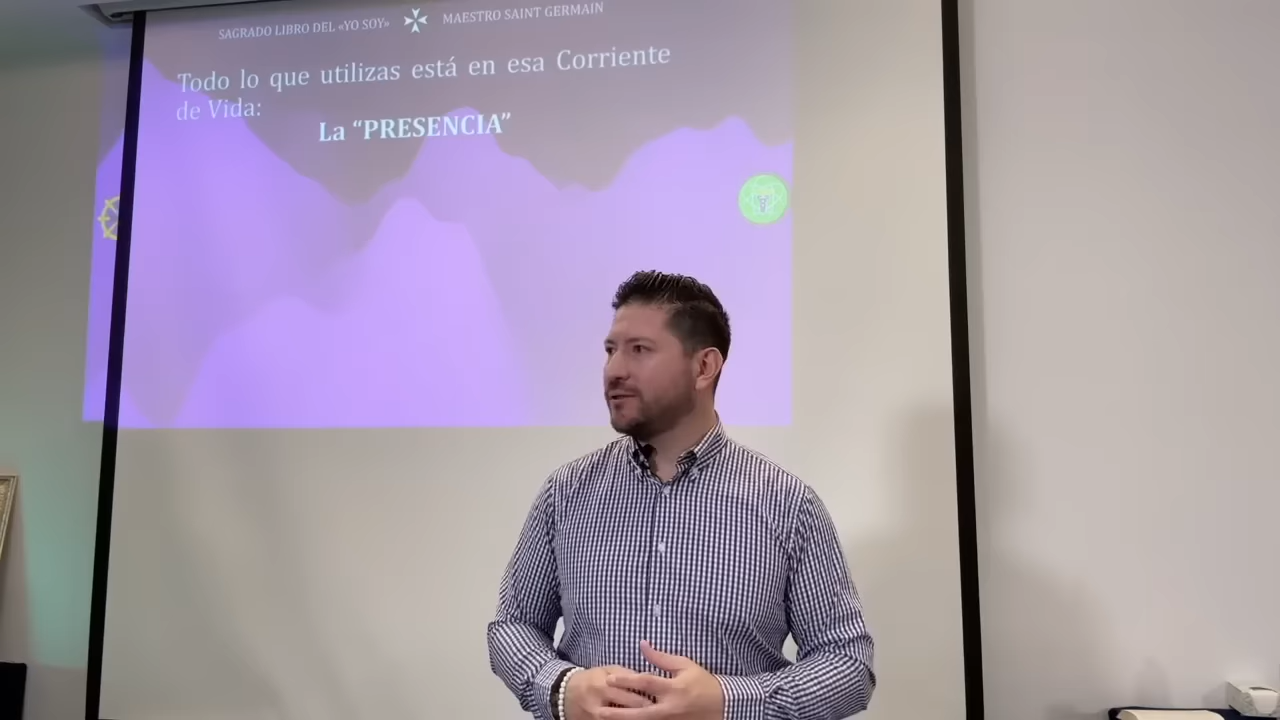 SAGRADO LIBRO DEL «YO SOY» MAESTRO SAINT GERMAIN
Todo lo que utilizas está en esa Corriente
de Vida:
La “PRESENCIA”